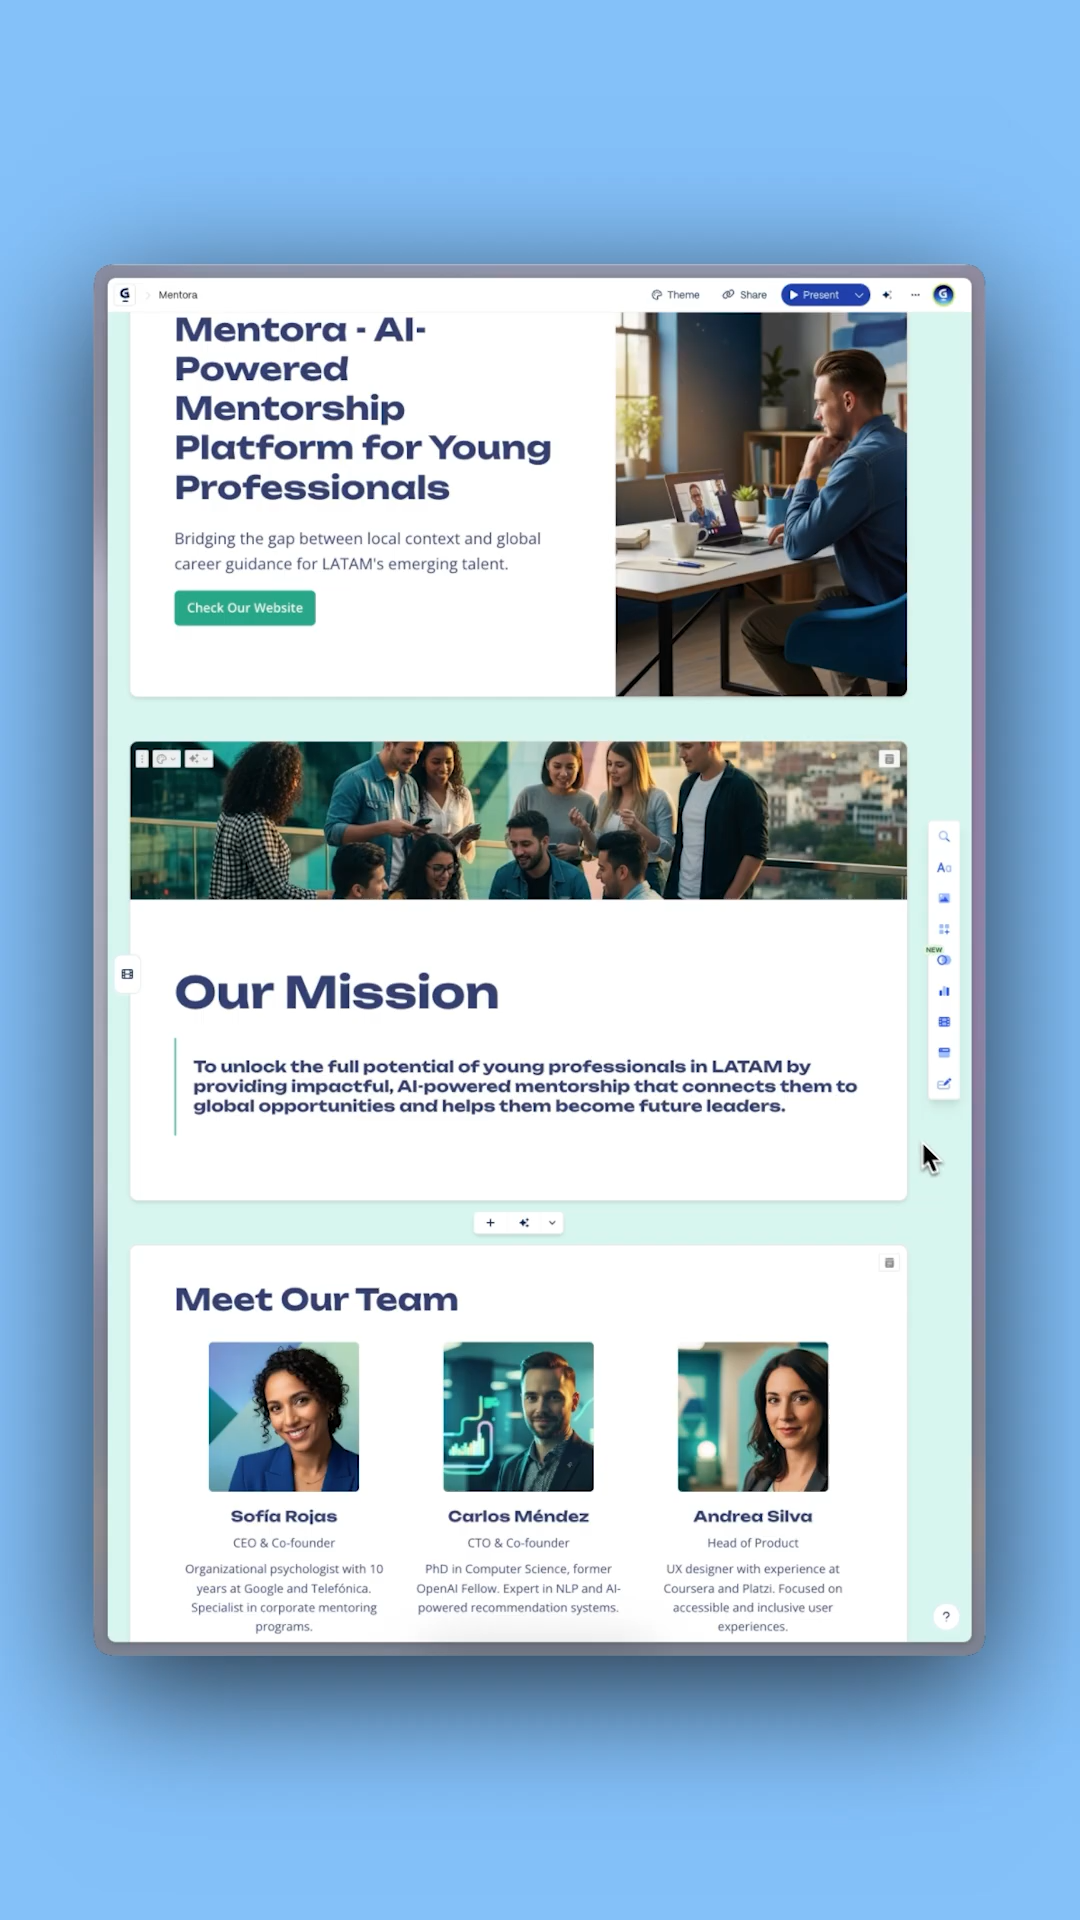 G
Mentora
Theme
Share
Present
G
Mentora - AI-
Powered
Mentorship
Platform for Young
Professionals
Bridging the gap between local context and global
career guidance for LATAM's emerging talent.
Check Our Website
Aa
NEW
Our Mission
To unlock the full potential of young professionals in LATAM by
providing impactful, AI-powered mentorship that connects them to
global opportunities and helps them become future leaders.
Meet Our Team
Sofía Rojas
CEO & Co-founder
Organizational psychologist with 10
years at Google and Telefónica.
Specialist in corporate mentoring
programs.
Carlos Méndez
CTO & Co-founder
PhD in Computer Science, former
OpenAI Fellow. Expert in NLP and AI-
powered recommendation systems.
Andrea Silva
Head of Product
UX designer with experience at
Coursera and Platzi. Focused on
accessible and inclusive user
experiences.
?